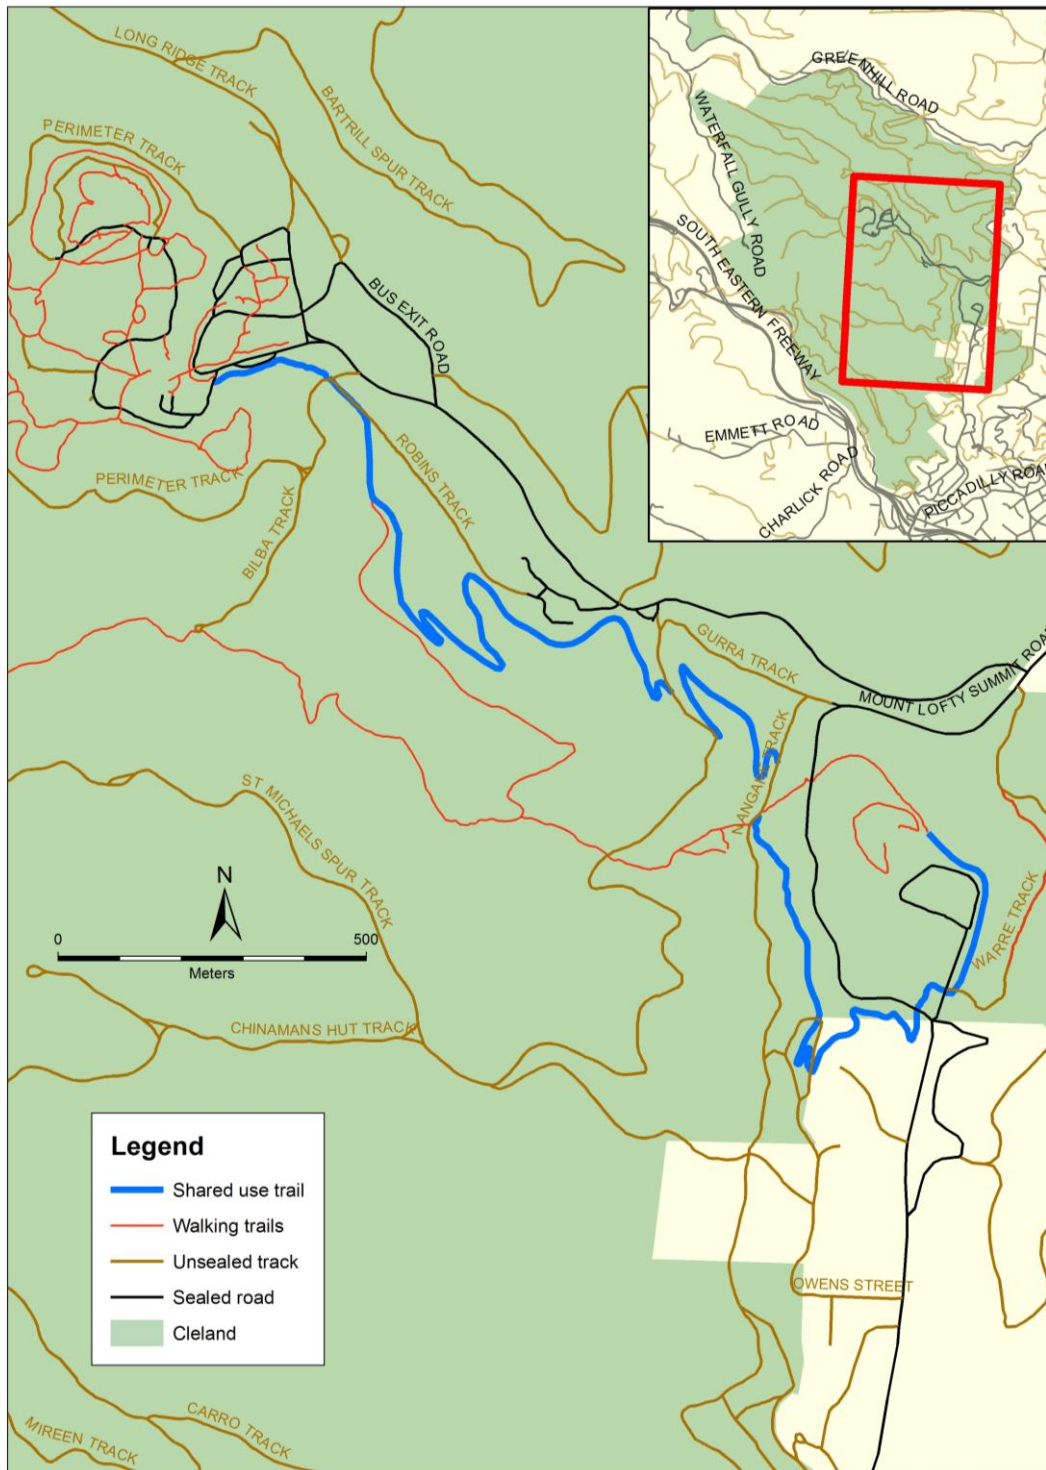 LONG RIDGE TRACK
BARTRILL SPUR TRACK
PERIMETER TRACK
BUS EXIT ROAD
GREENHILL ROAD
WATERFALL GULLY ROAD
SOUTH EASTERN FREEWAY
EMMETT ROAD
CHARLICK ROAD
PICCADILLY ROAD
PERIMETER TRACK
ROBINS TRACK
BILBA TRACK
GURRA TRACK
MOUNT LOFTY SUMMIT ROAD
NANGANE TRACK
ST MICHAELS SPUR TRACK
WARRE TRACK
N
0 500
Meters
CHINAMANS HUT TRACK
Legend
Shared use trail
Walking trails
Unsealed track
Sealed road
Cleland
OWENS STREET
CARRO TRACK
MIREEN TRACK